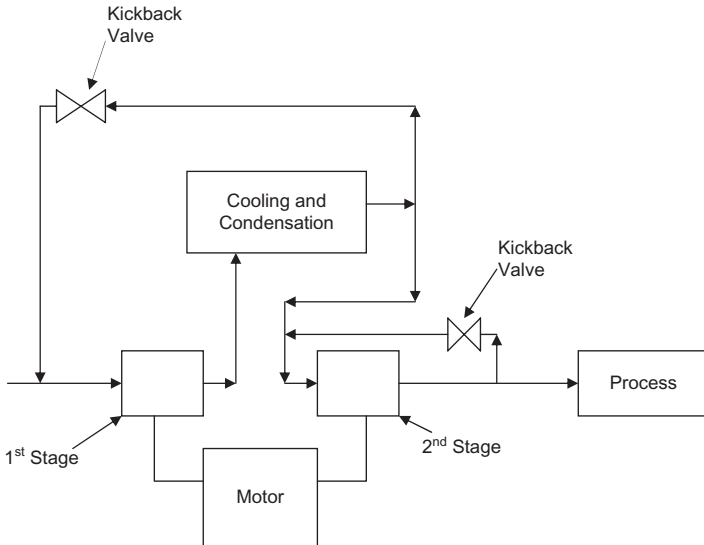 Kickback
Valve
Cooling and
Condensation
Kickback
Valve
Process
1st Stage
2nd Stage
Motor